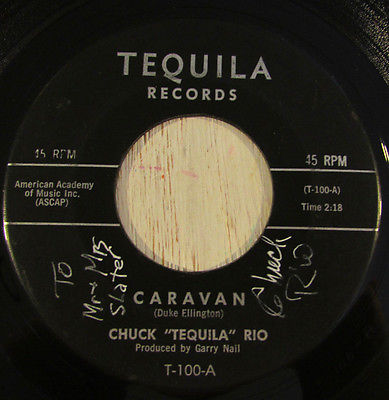 TEQUILA
RECORDS
45 RPM
45 RPM
American Academy
of Music Inc.
(ASCAP)
(T-100-A)
Time 2:18
To
Mr + Mrs
Slater
Chuck
Rio
CARAVAN
(Duke Ellington)
CHUCK "TEQUILA" RIO
Produced by Garry Nail
T-100-A